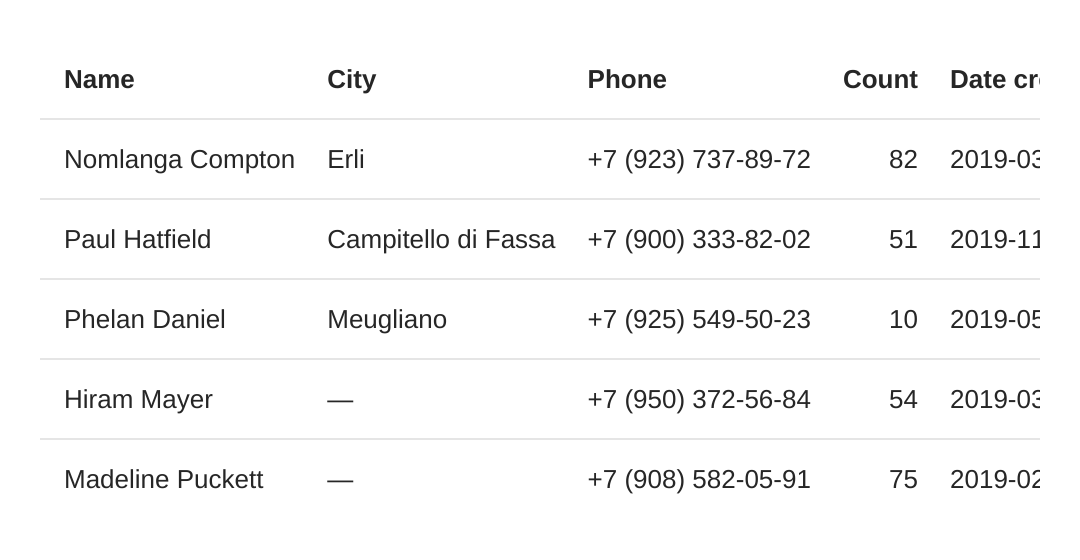 Name City Phone Count Date
Nomlanga Compton Erli +7 (923) 737-89-72 82 2019-03
Paul Hatfield Campitello di Fassa +7 (900) 333-82-02 51 2019-11
Phelan Daniel Meugliano +7 (925) 549-50-23 10 2019-05
Hiram Mayer — +7 (950) 372-56-84 54 2019-03
Madeline Puckett — +7 (908) 582-05-91 75 2019-02